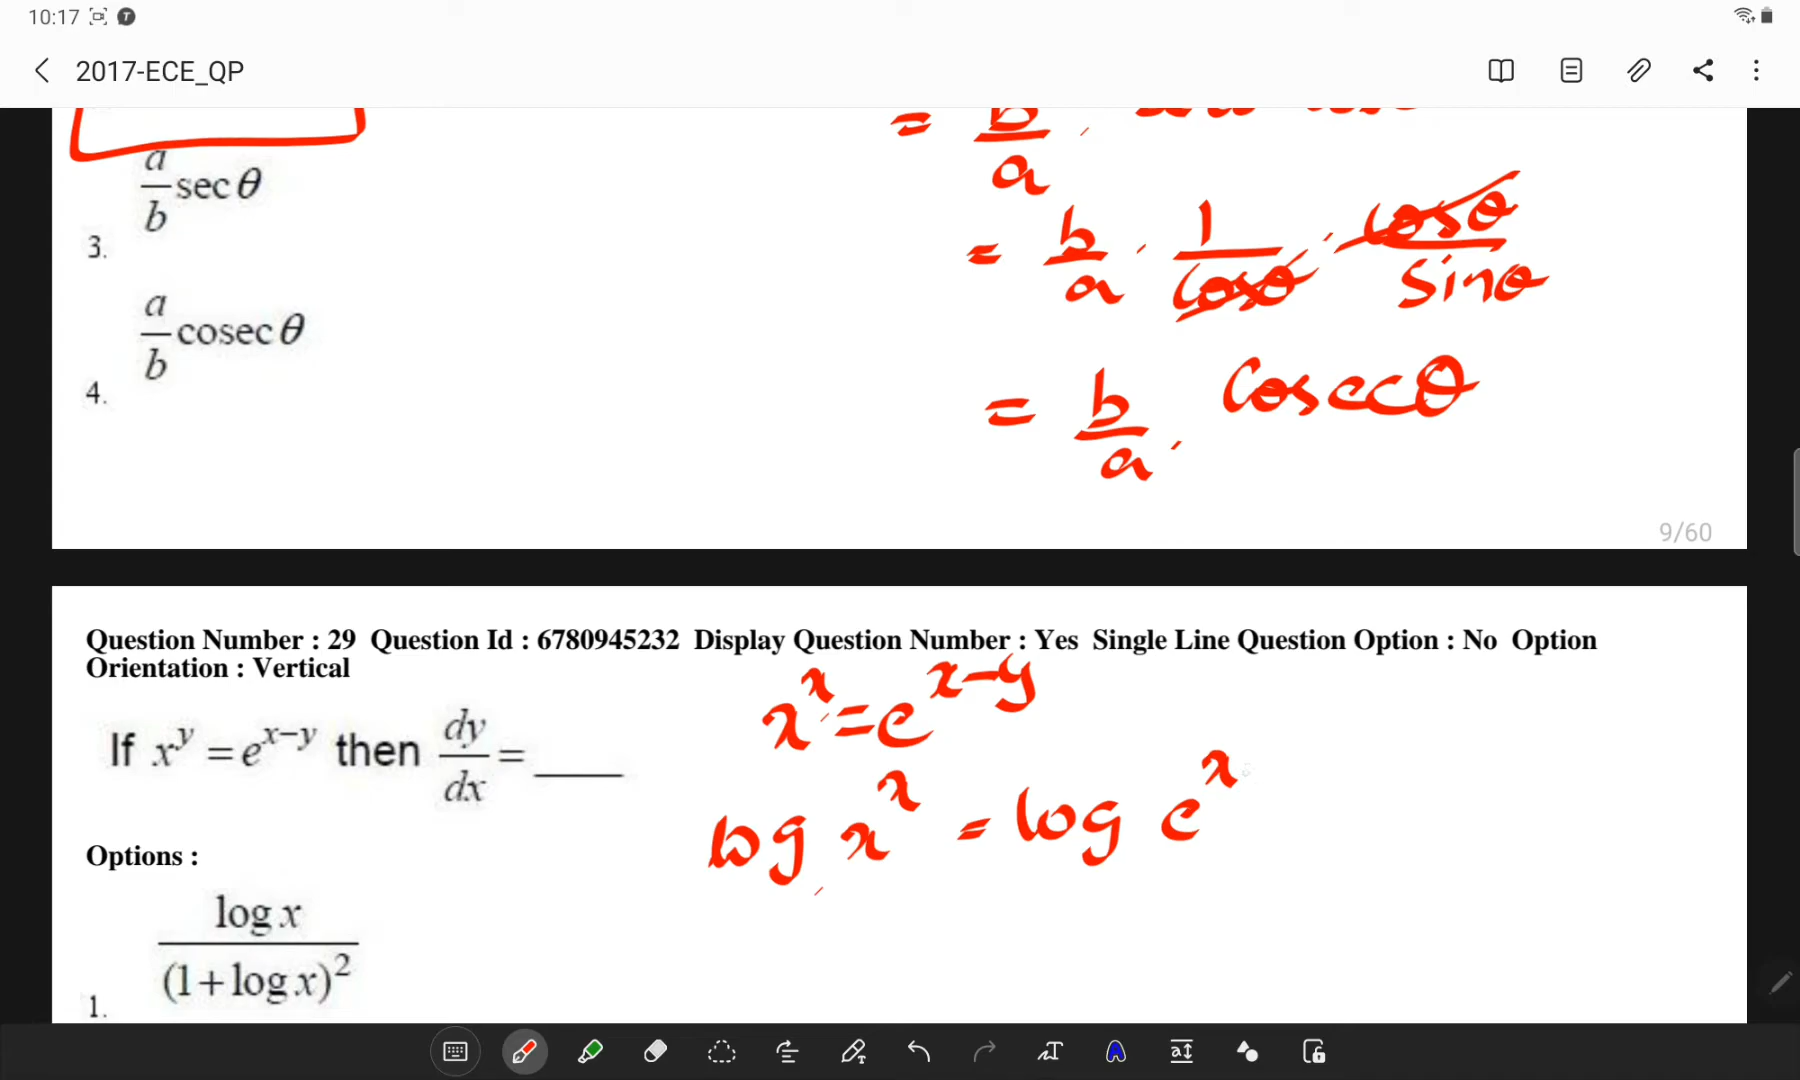 10:17
2017-ECE_QP
= b/a .
a/b sec θ
3.
= b/a . 1/cosθ . cosθ/sinθ
a/b cosec θ
4.
= b/a . cosecθ
9/60
Question Number : 29 Question Id : 6780945232 Display Question Number : Yes Single Line Question Option : No Option
Orientation : Vertical
x^x = e^(x-y)
If x^y = e^(x-y) then dy/dx = ____
log x^x = log e^x
Options :
log x/(1+log x)^2
1.